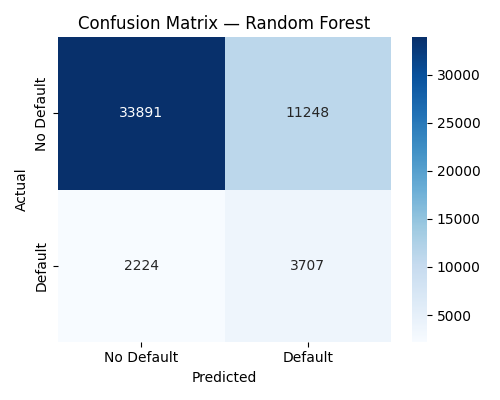 Confusion Matrix — Random Forest
No Default
33891
11248
Actual
Default
2224
3707
No Default
Default
Predicted
30000
25000
20000
15000
10000
5000